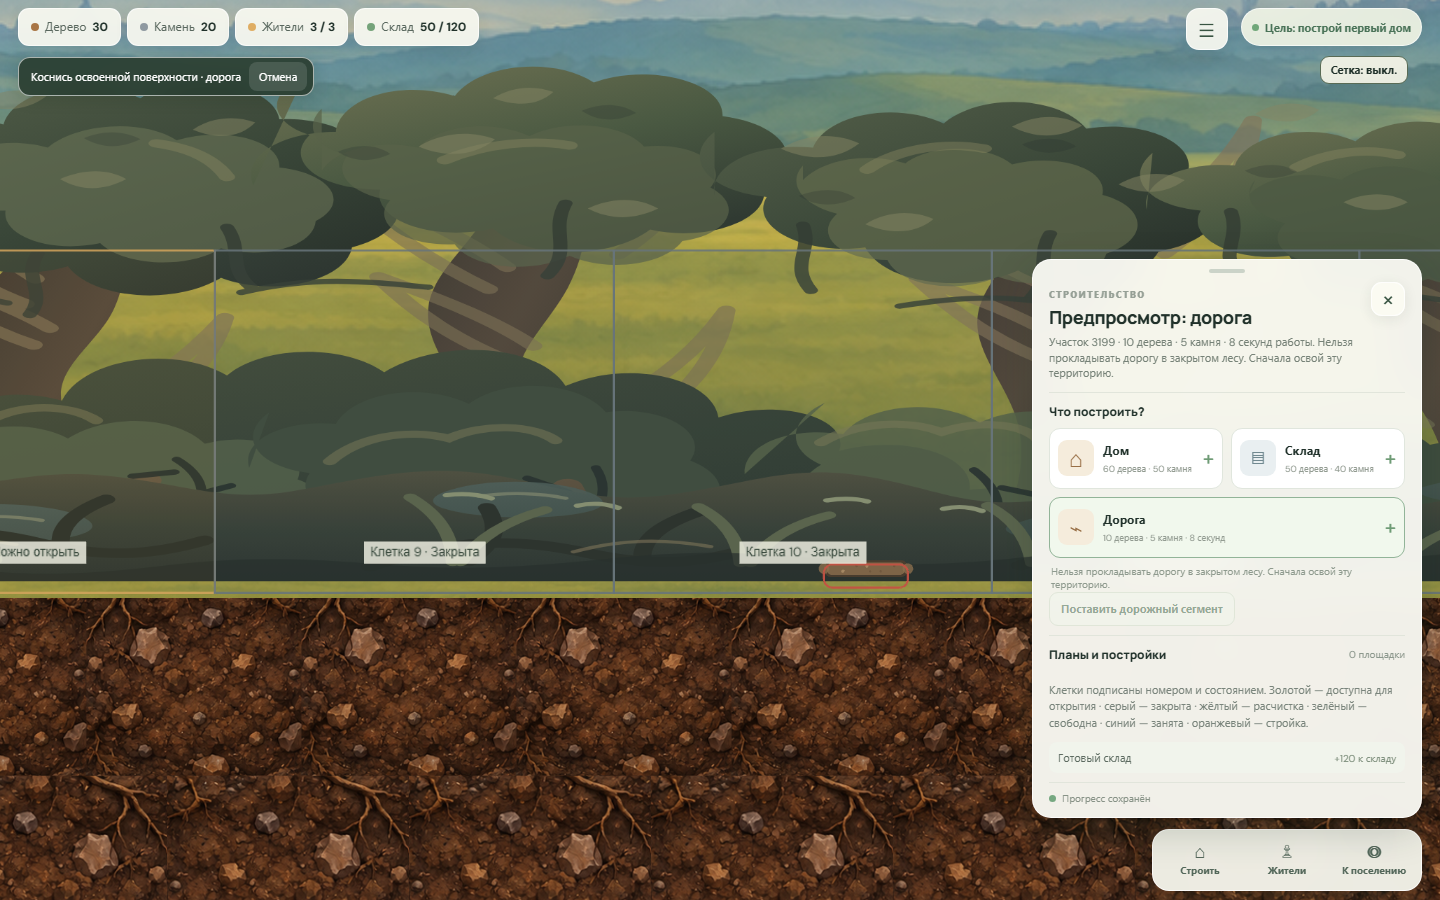 Дерево 30
Камень 20
Жители 3 / 3
Склад 50 / 120
Цель: построй первый дом
Коснись освоенной поверхности · дорога
Отмена
Сетка: выкл.
ожно открыть
Клетка 9 · Закрыта
Клетка 10 · Закрыта
СТРОИТЕЛЬСТВО
Предпросмотр: дорога
Участок 3199 · 10 дерева · 5 камня · 8 секунд работы. Нельзя
прокладывать дорогу в закрытом лесу. Сначала освой эту
территорию.
Что построить?
Дом
60 дерева · 50 камня
+
Склад
50 дерева · 40 камня
+
Дорога
10 дерева · 5 камня · 8 секунд
+
Нельзя прокладывать дорогу в закрытом лесу. Сначала освой эту
территорию.
Поставить дорожный сегмент
Планы и постройки
0 площадки
Клетки подписаны номером и состоянием. Золотой — доступна для
открытия · серый — закрыта · жёлтый — расчистка · зелёный —
свободна · синий — занята · оранжевый — стройка.
Готовый склад
+120 к складу
Прогресс сохранён
Строить
Жители
К поселению